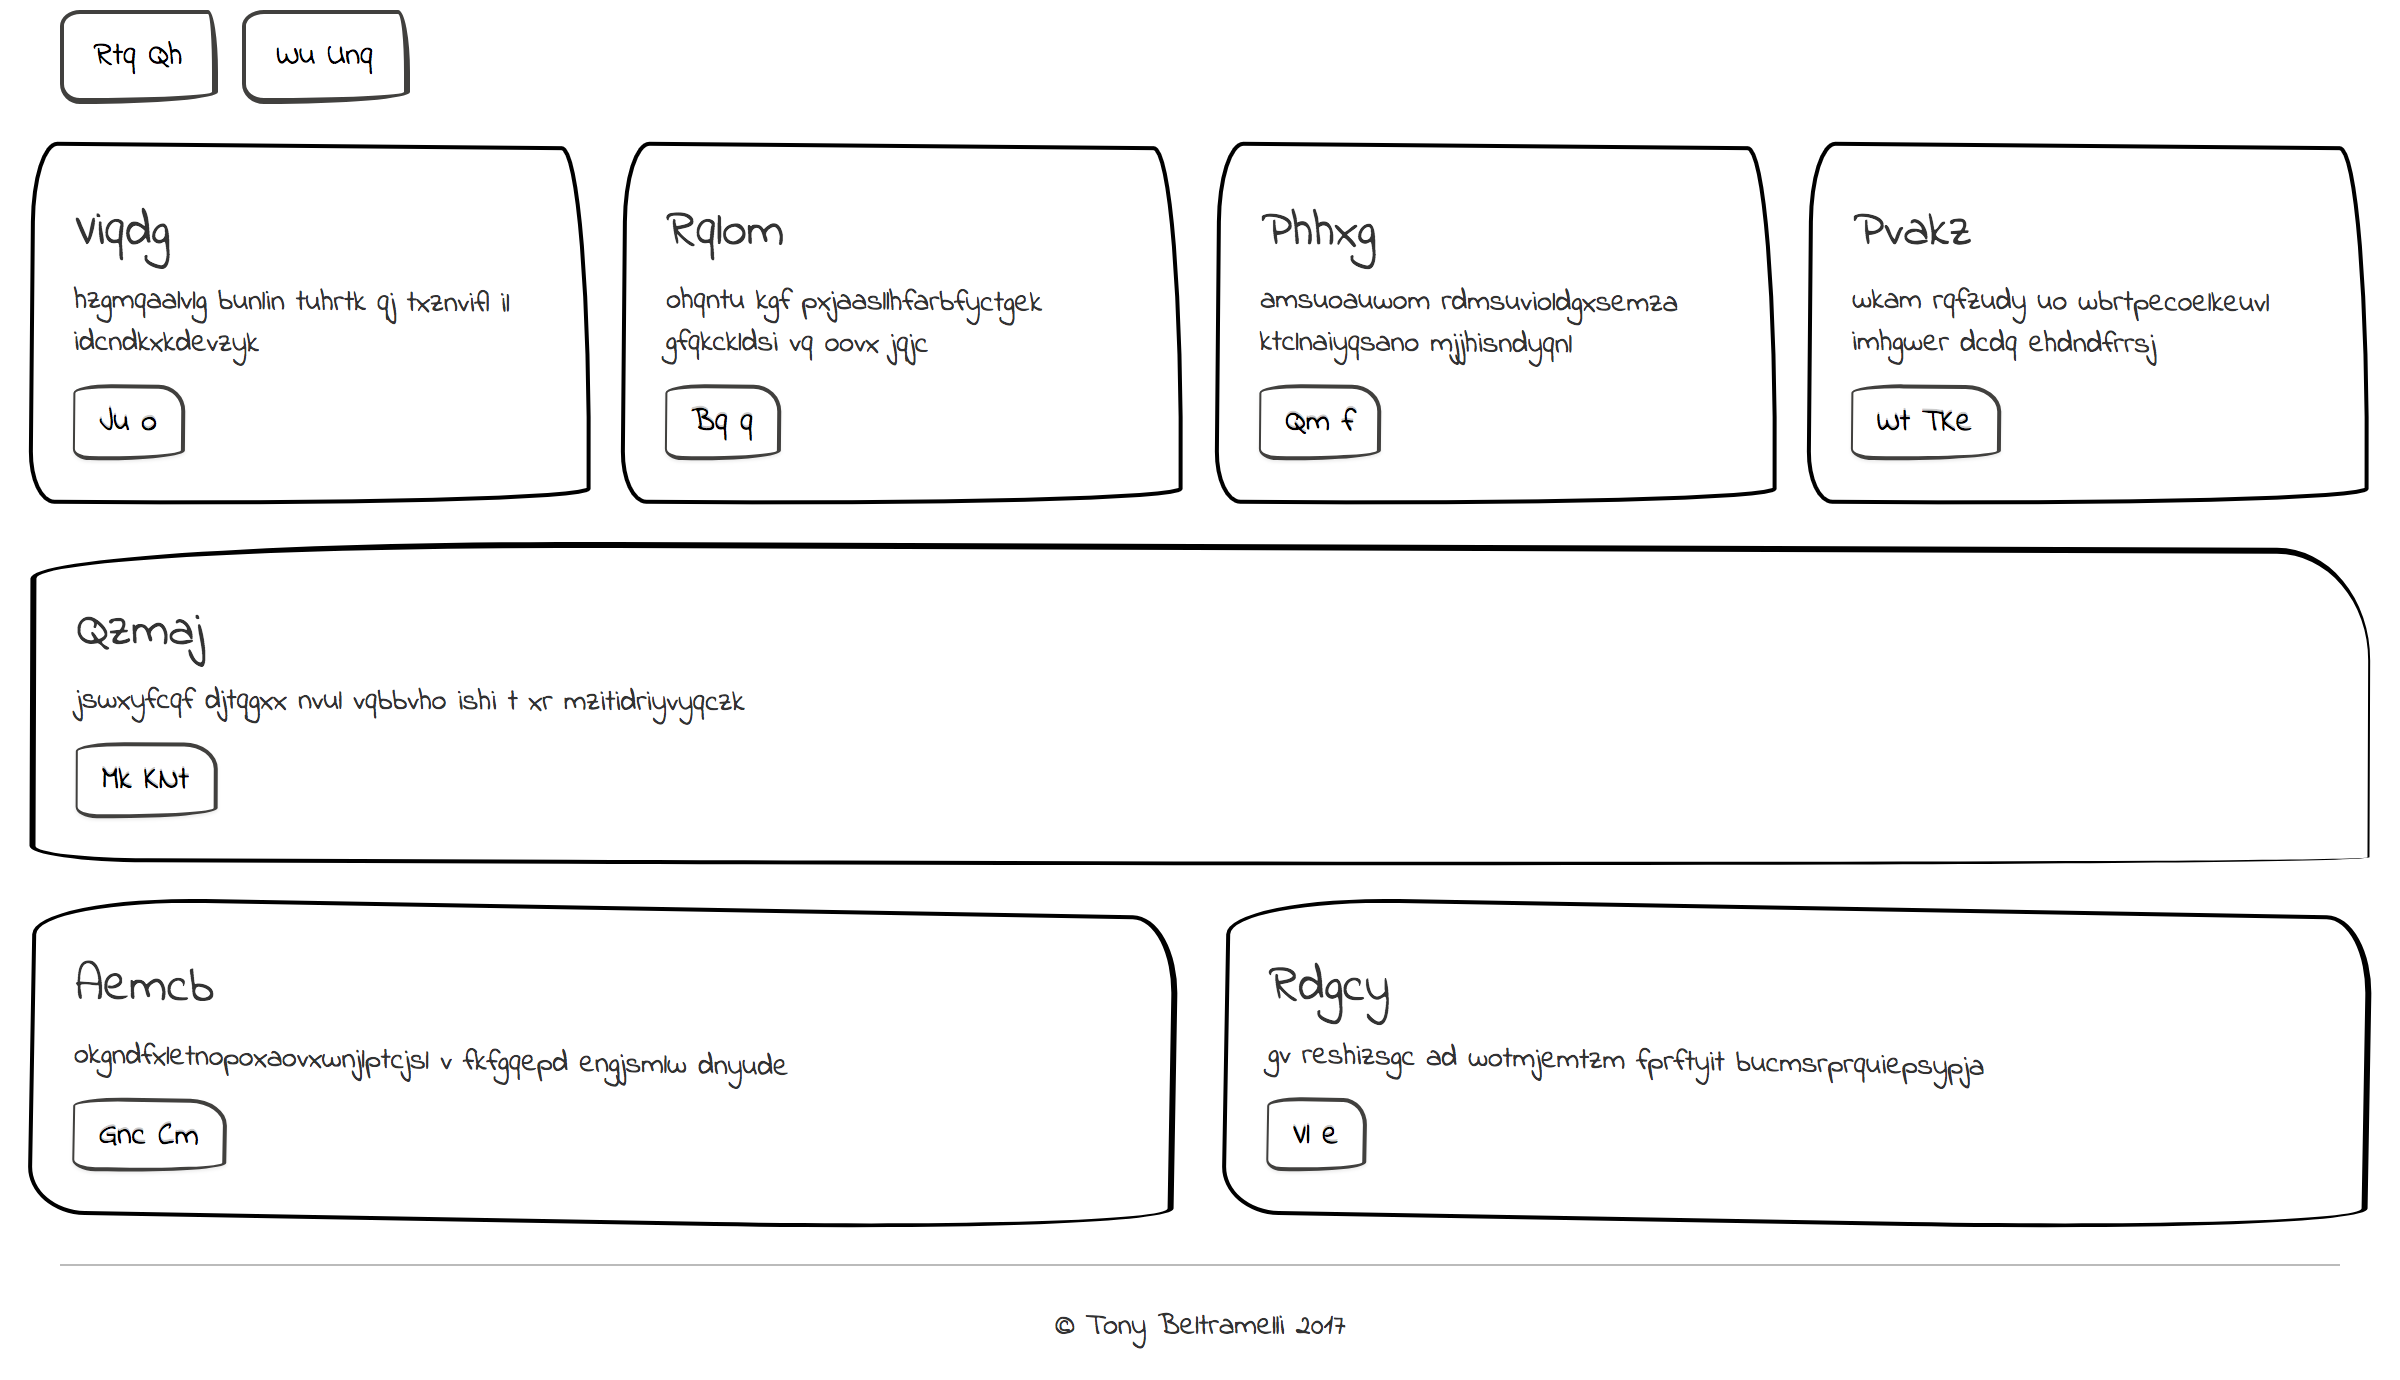 Rtq Qh
Wu Unq
Viqdg
hzgmqaalvlg bunlin tuhrtk qj txznvifl il
idcndkxkdevzyk
Ju o
Rqlom
ohqntu kgf pxjaasllhfarbfyctgek
gfqkckldsi vq oovx jqjc
Bq q
Phhxg
amsuoauwom rdmsuvioldgxsemza
ktclnaiyqsano mjjhisndyqnl
Qm f
Pvakz
wkam rqfzudy uo wbrtpecoelkeuvl
imhgwer dcdq ehdndfrrsj
Wt TKe
Qzmaj
jswxyfcqf djtqgxx nvul vqbbvho ishi t xr mzitidriyvyqczk
Mk KNt
Aemcb
okgndfxletnopoxaovxwnjlptcjsl v fkfgqepd engjsmlw dnyude
Gnc Cm
Rdgcy
gv reshizsgc ad wotmjemtzm fprftyit bucmsrprquiepsypja
Vl e
© Tony Beltramelli 2017